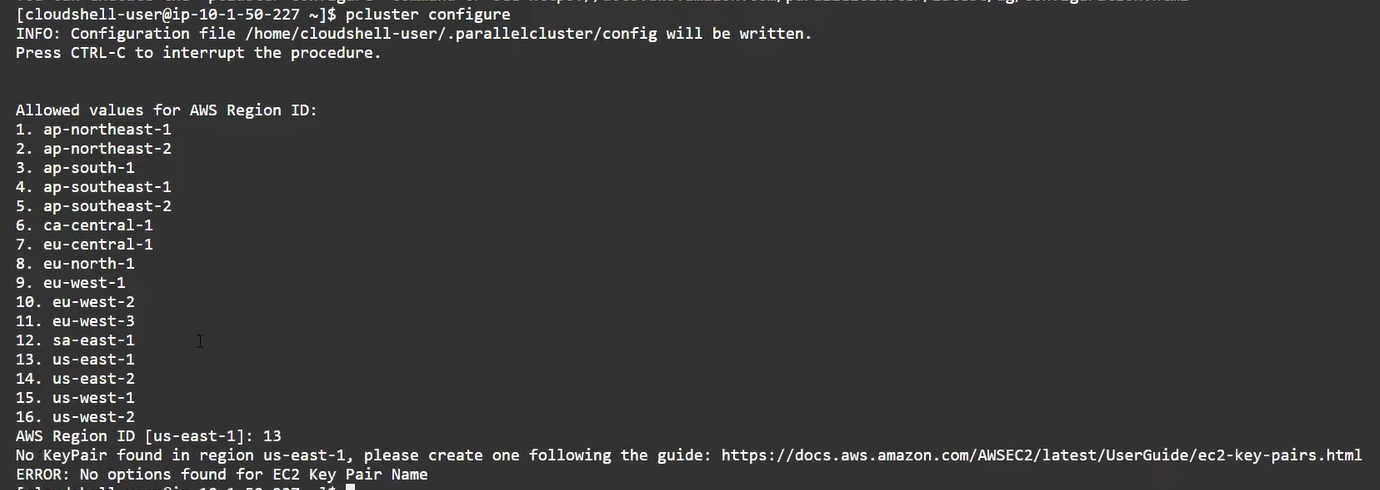 [cloudshell-user@ip-10-1-50-227 ~]$ pcluster configure
INFO: Configuration file /home/cloudshell-user/.parallelcluster/config will be written.
Press CTRL-C to interrupt the procedure.
Allowed values for AWS Region ID:
1. ap-northeast-1
2. ap-northeast-2
3. ap-south-1
4. ap-southeast-1
5. ap-southeast-2
6. ca-central-1
7. eu-central-1
8. eu-north-1
9. eu-west-1
10. eu-west-2
11. eu-west-3
12. sa-east-1
13. us-east-1
14. us-east-2
15. us-west-1
16. us-west-2
AWS Region ID [us-east-1]: 13
No KeyPair found in region us-east-1, please create one following the guide: https://docs.aws.amazon.com/AWSEC2/latest/UserGuide/ec2-key-pairs.html
ERROR: No options found for EC2 Key Pair Name